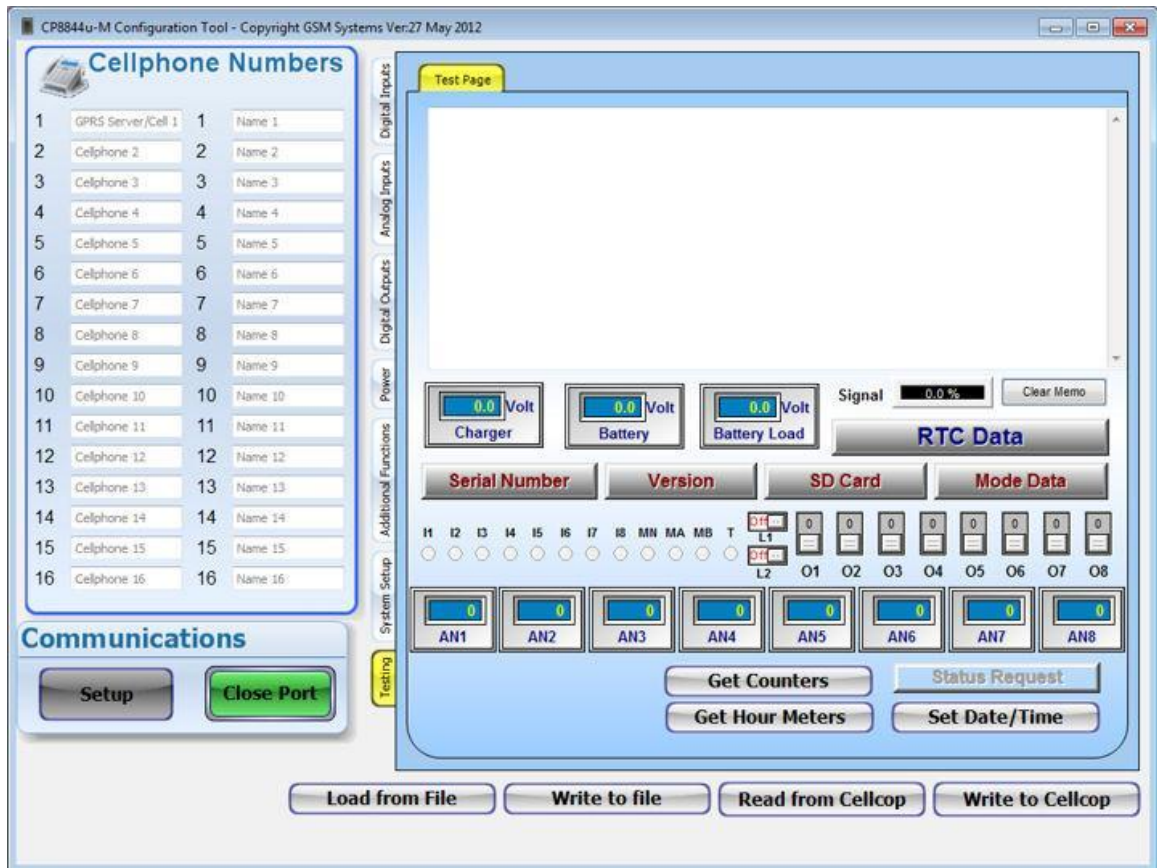 CP8844u-M Configuration Tool - Copyright GSM Systems Ver:27 May 2012
Cellphone Numbers
1 GPRS Server/Cell 1 1 Name 1
2 Cellphone 2 2 Name 2
3 Cellphone 3 3 Name 3
4 Cellphone 4 4 Name 4
5 Cellphone 5 5 Name 5
6 Cellphone 6 6 Name 6
7 Cellphone 7 7 Name 7
8 Cellphone 8 8 Name 8
9 Cellphone 9 9 Name 9
10 Cellphone 10 10 Name 10
11 Cellphone 11 11 Name 11
12 Cellphone 12 12 Name 12
13 Cellphone 13 13 Name 13
14 Cellphone 14 14 Name 14
15 Cellphone 15 15 Name 15
16 Cellphone 16 16 Name 16
Communications
Setup Close Port
Digital Inputs
Analog Inputs
Digital Outputs
Power
Additional Functions
System Setup
Testing
Test Page
0.0 Volt 0.0 Volt 0.0 Volt Signal 0.0 % Clear Memo
Charger Battery Battery Load RTC Data
Serial Number Version SD Card Mode Data
I1 I2 I3 I4 I5 I6 I7 I8 MN MA MB T Off L1 0 0 0 0 0 0 0 0
Off L2 O1 O2 O3 O4 O5 O6 O7 O8
0 0 0 0 0 0 0 0
AN1 AN2 AN3 AN4 AN5 AN6 AN7 AN8
Get Counters Status Request
Get Hour Meters Set Date/Time
Load from File Write to file Read from Cellcop Write to Cellcop